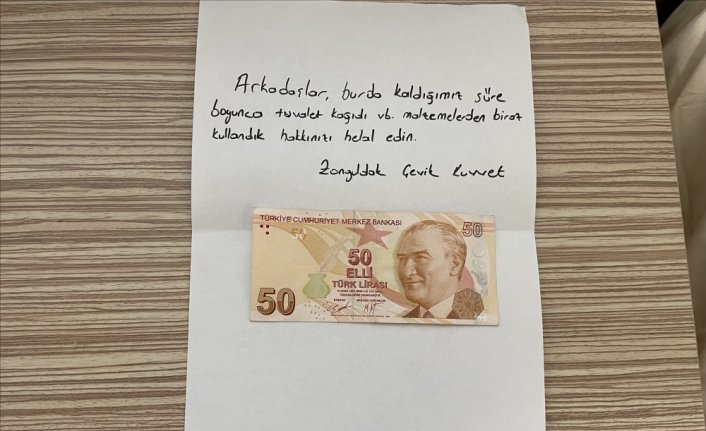 Arkadaşlar, burda kaldığımız süre
boyunca tuvalet kağıdı vb. malzemelerden biraz
kullandık hakkınızı helal edin.
Zonguldak Çevik Kuvvet
TÜRKİYE CUMHURİYET MERKEZ BANKASI
50
50
ELLİ
TÜRK LİRASI
50